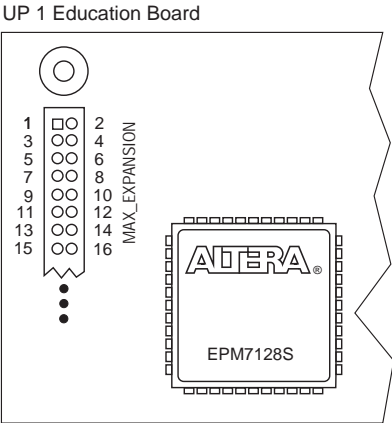 UP 1 Education Board
1 2
3 4
5 6
7 8
9 10
11 12
13 14
15 16
MAX_EXPANSION
ALTERA®
EPM7128S